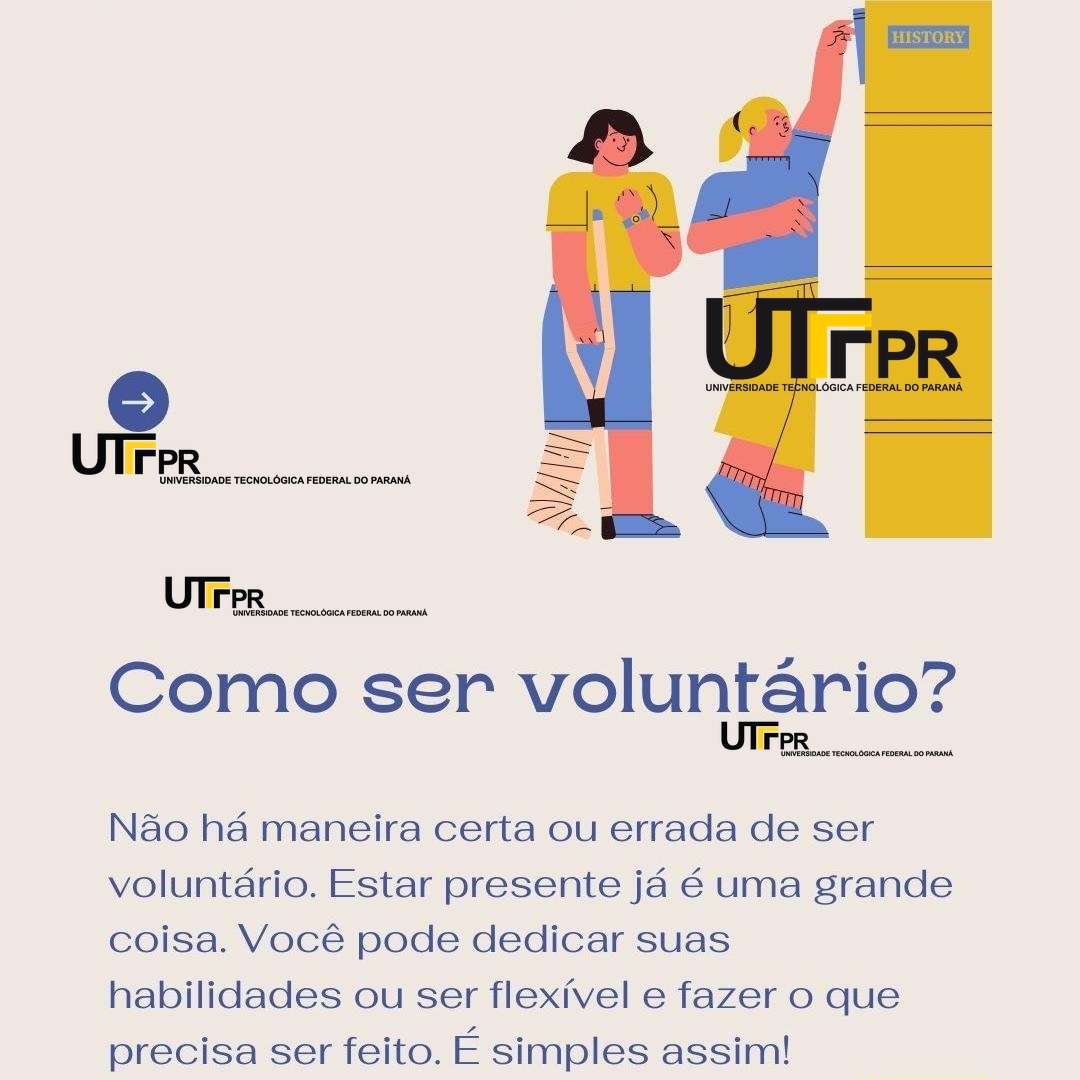 HISTORY
UTFPR
UNIVERSIDADE TECNOLÓGICA FEDERAL DO PARANÁ
UTFPR
UNIVERSIDADE TECNOLÓGICA FEDERAL DO PARANÁ
UTFPR
UNIVERSIDADE TECNOLÓGICA FEDERAL DO PARANÁ
Como ser voluntário?
UTFPR
UNIVERSIDADE TECNOLÓGICA FEDERAL DO PARANÁ
Não há maneira certa ou errada de ser
voluntário. Estar presente já é uma grande
coisa. Você pode dedicar suas
habilidades ou ser flexível e fazer o que
precisa ser feito. É simples assim!